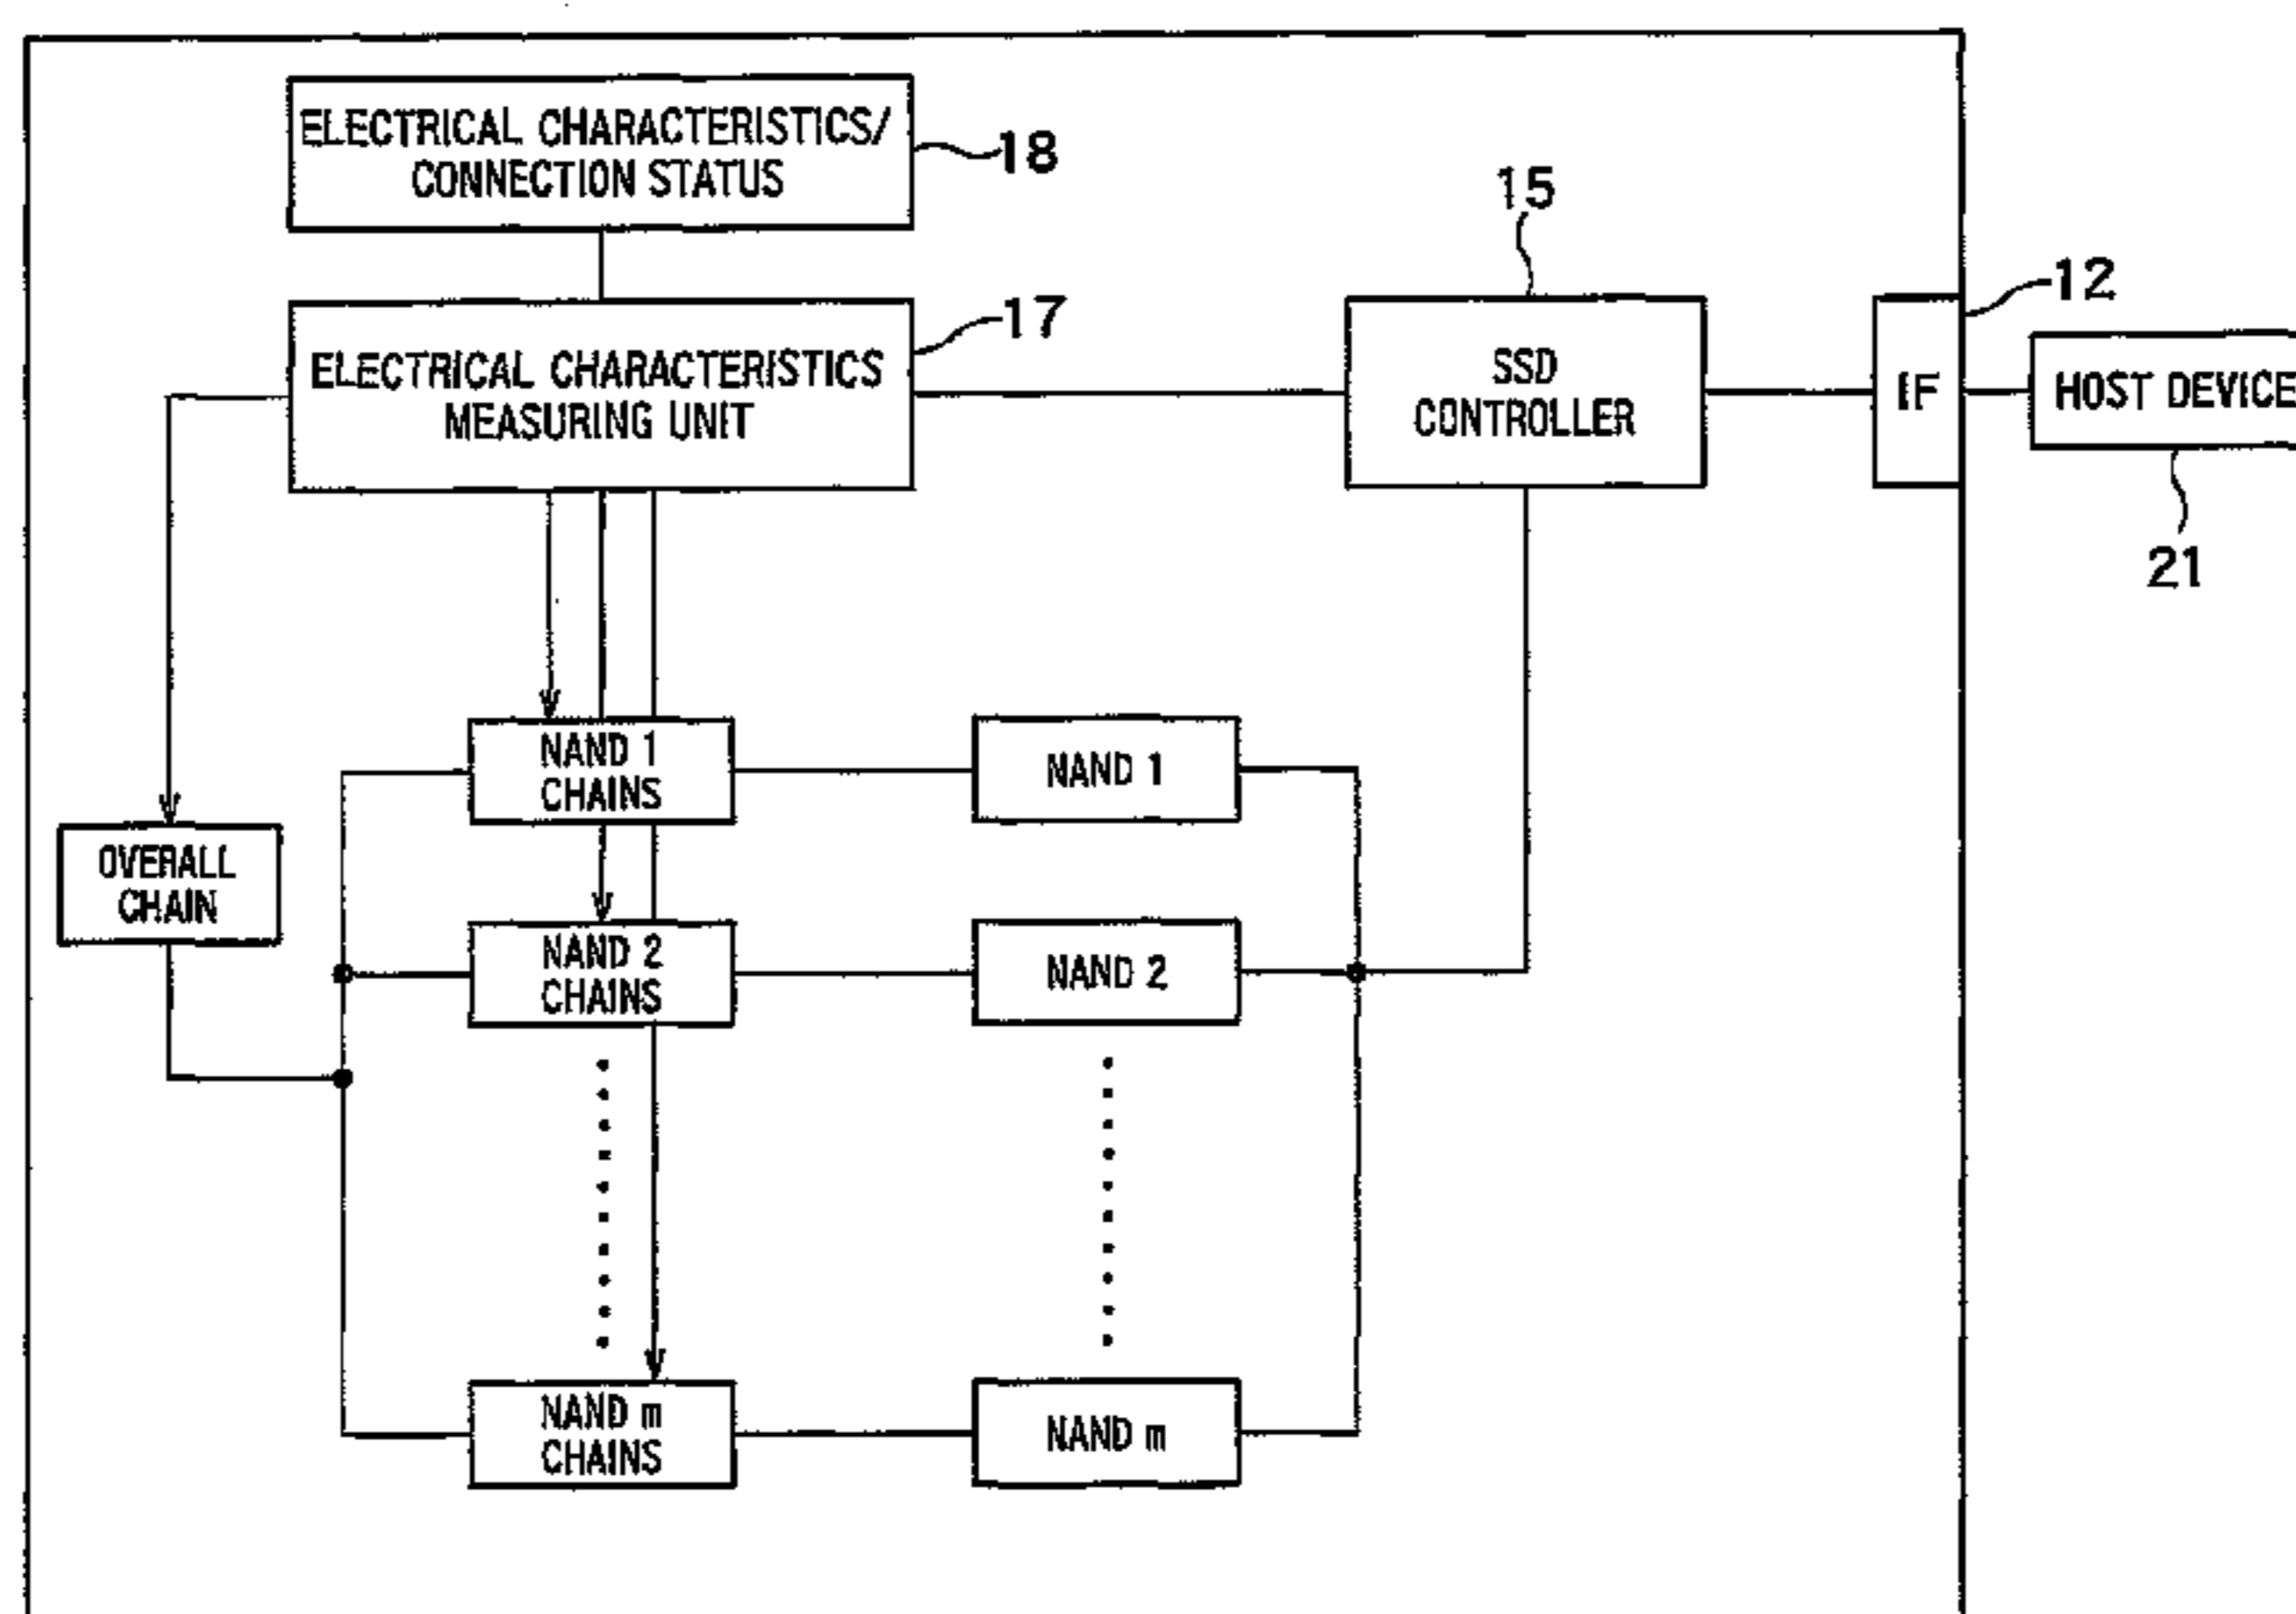 ELECTRICAL CHARACTERISTICS/
CONNECTION STATUS
18
15
12
17
ELECTRICAL CHARACTERISTICS
MEASURING UNIT
SSD
CONTROLLER
IF
HOST DEVICE
21
NAND 1
CHAINS
NAND 1
OVERALL
CHAIN
NAND 2
CHAINS
NAND 2
NAND m
CHAINS
NAND m